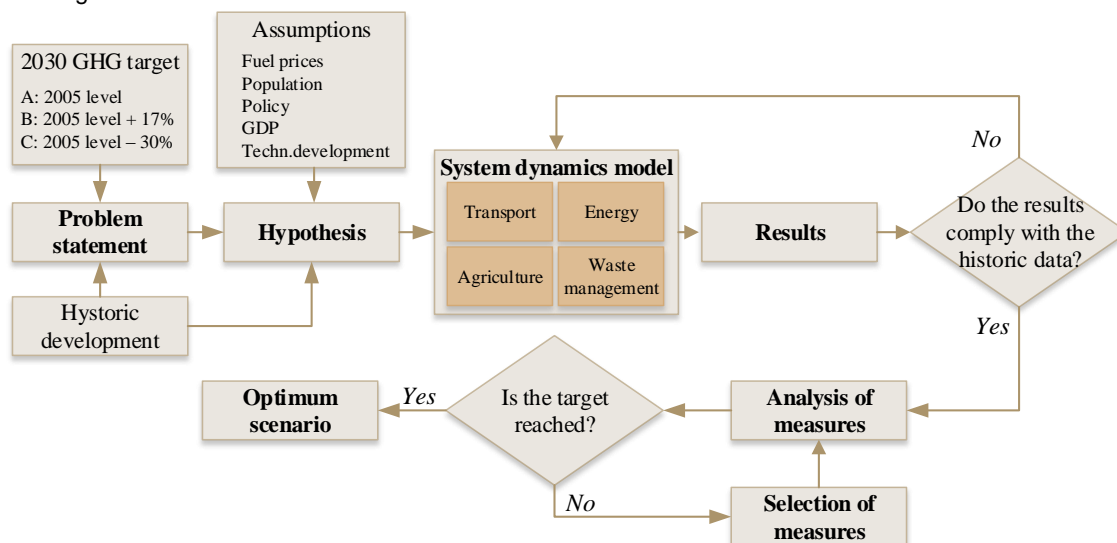 2030 GHG target
A: 2005 level
B: 2005 level + 17%
C: 2005 level – 30%
Assumptions
Fuel prices
Population
Policy
GDP
Techn.development
Problem
statement
Hystoric
development
Hypothesis
System dynamics model
Transport
Energy
Agriculture
Waste
management
Results
Do the results
comply with the
historic data?
No
Yes
Analysis of
measures
Selection of
measures
Is the target
reached?
No
Yes
Optimum
scenario